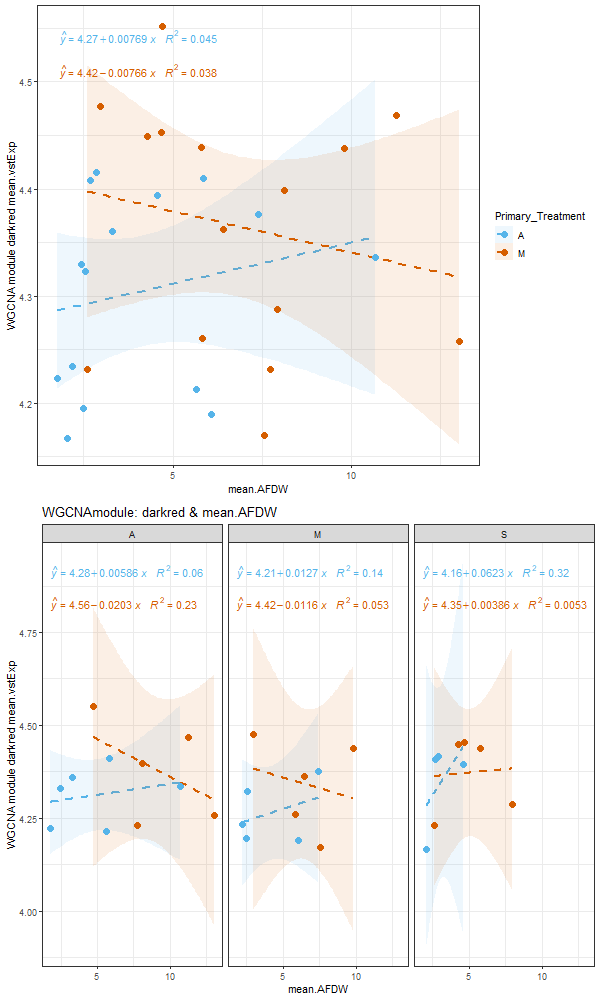 ŷ = 4.27+0.00769 x R² = 0.045
ŷ = 4.42−0.00766 x R² = 0.038
4.5
4.4
4.3
4.2
WGCNA module darkred mean.vstExp
5 10
mean.AFDW
Primary_Treatment
A
M
WGCNAmodule: darkred & mean.AFDW
A M S
ŷ = 4.28+0.00586 x R² = 0.06 ŷ = 4.21+0.0127 x R² = 0.14 ŷ = 4.16+0.0623 x R² = 0.32
ŷ = 4.56−0.0203 x R² = 0.23 ŷ = 4.42−0.0116 x R² = 0.053 ŷ = 4.35+0.00386 x R² = 0.0053
4.75
4.50
4.25
4.00
WGCNA module darkred mean.vstExp
5 10 5 10 5 10
mean.AFDW